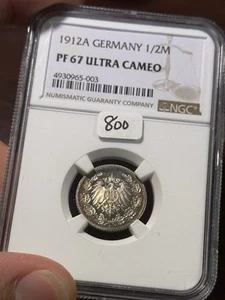 1912A GERMANY 1/2M
PF 67 ULTRA CAMEO
4930965-003
NUMISMATIC GUARANTY COMPANY
NGC
800